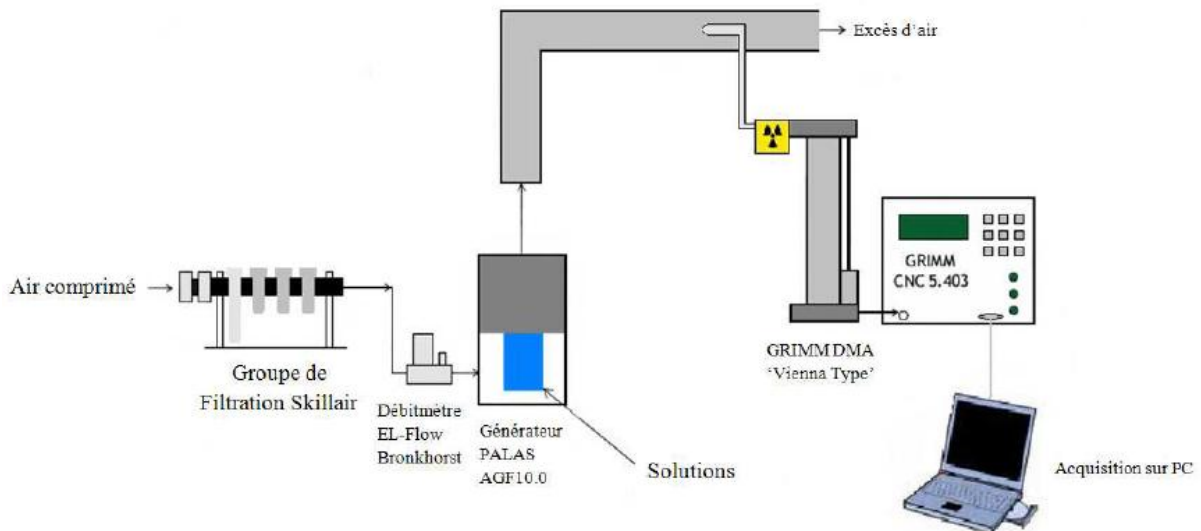 Excès d'air
GRIMM
CNC 5.403
Air comprimé
Groupe de
Filtration Skillair
GRIMM DMA
'Vienna Type'
Débitmètre
EL-Flow
Bronkhorst
Générateur
PALAS
AGF10.0
Solutions
Acquisition sur PC